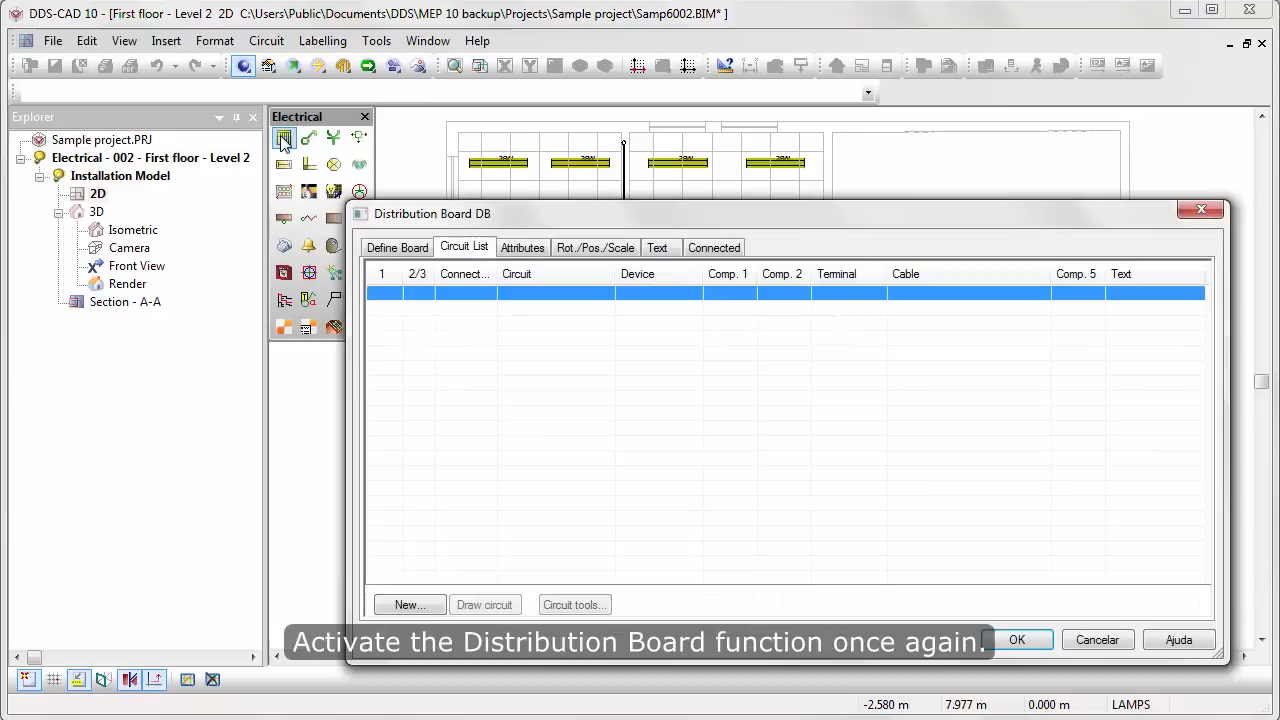 DDS-CAD 10 - [First floor - Level 2  2D  C:\Users\Public\Documents\DDS\MEP 10 backup\Projects\Sample project\Samp6002.BIM* ]
File Edit View Insert Format Circuit Labelling Tools Window Help
Explorer
Sample project.PRJ
Electrical - 002 - First floor - Level 2
Installation Model
2D
3D
Isometric
Camera
Front View
Render
Section - A-A
Electrical
Distribution Board DB
Define Board Circuit List Attributes Rot./Pos./Scale Text Connected
1 2/3 Connect... Circuit Device Comp. 1 Comp. 2 Terminal Cable Comp. 5 Text
New... Draw circuit Circuit tools...
Activate the Distribution Board function once again.
OK Cancelar Ajuda
-2.580 m 7.977 m 0.000 m LAMPS